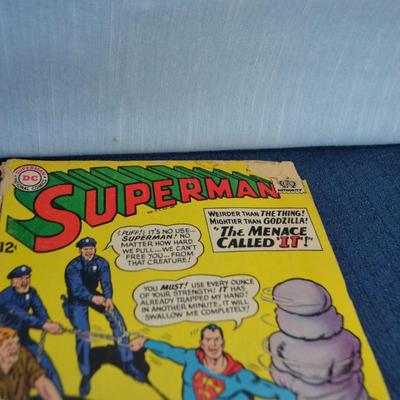 SUPERMAN
DC
12¢
AUTHORITY
WEIRDER THAN THE THING!
MIGHTIER THAN GODZILLA!
"THE MENACE
CALLED 'IT'!"
(PUFF!) IT'S NO USE...
SUPERMAN! NO
MATTER HOW HARD
WE PULL--WE CAN'T
FREE YOU... FROM
THAT CREATURE!
YOU MUST! USE EVERY OUNCE
OF YOUR STRENGTH! IT HAS
ALREADY TRAPPED MY HAND!
IN ANOTHER MINUTE, IT WILL
SWALLOW ME COMPLETELY!